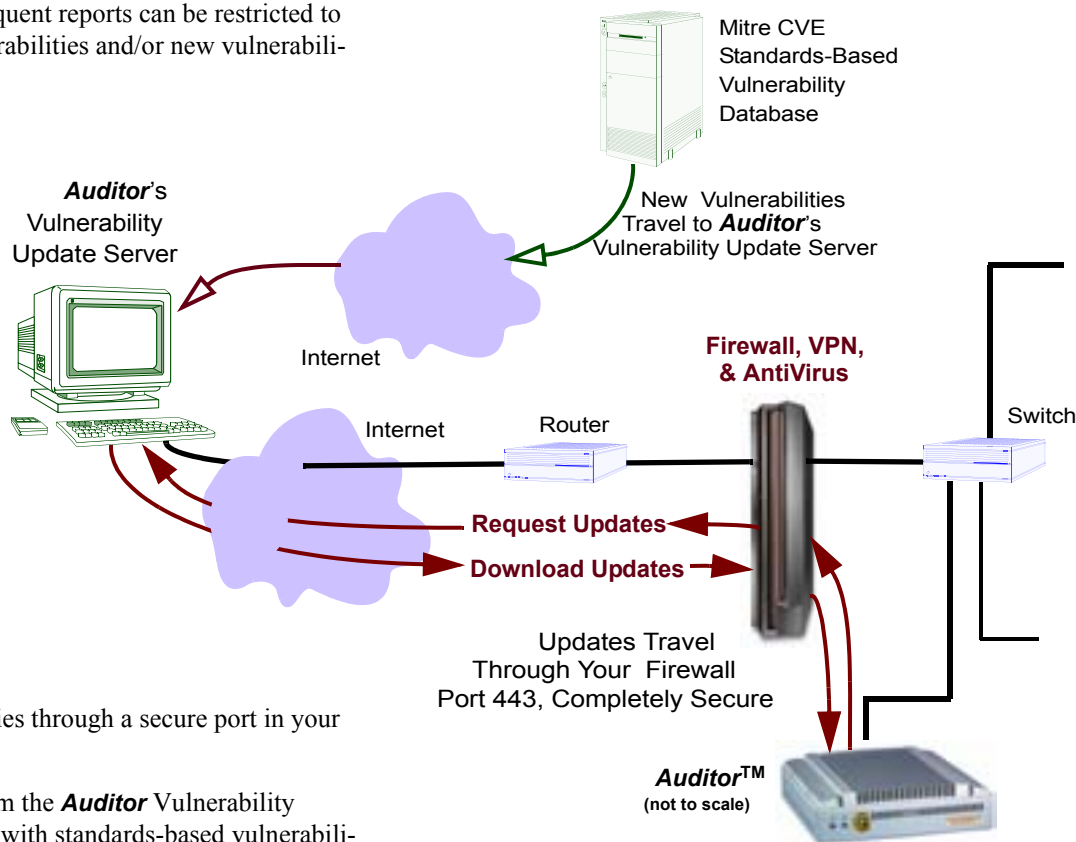 quent reports can be restricted to
erabilities and/or new vulnerabili-
Mitre CVE
Standards-Based
Vulnerability
Database
Auditor's
Vulnerability
Update Server
New Vulnerabilities
Travel to Auditor's
Vulnerability Update Server
Internet
Firewall, VPN,
& AntiVirus
Internet
Router
Switch
Request Updates
Download Updates
Updates Travel
Through Your Firewall
Port 443, Completely Secure
ies through a secure port in your
Auditor™
(not to scale)
m the Auditor Vulnerability
with standards-based vulnerabili-